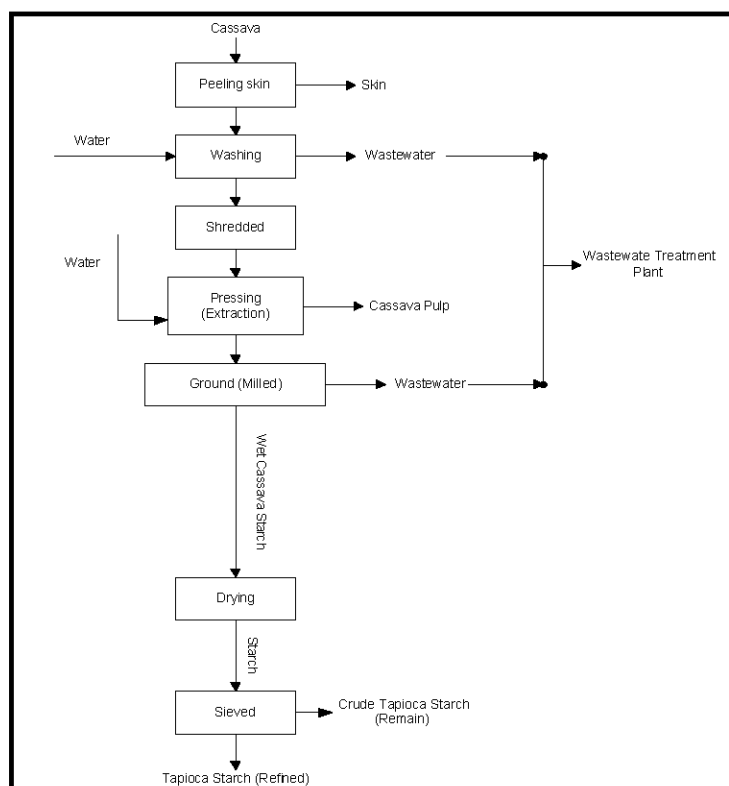 Cassava
Peeling skin
Skin
Water
Washing
Wastewater
Shredded
Water
Wastewate Treatment
Plant
Pressing
(Extraction)
Cassava Pulp
Ground (Milled)
Wastewater
Wet Cassava Starch
Drying
Starch
Sieved
Crude Tapioca Starch
(Remain)
Tapioca Starch (Refined)